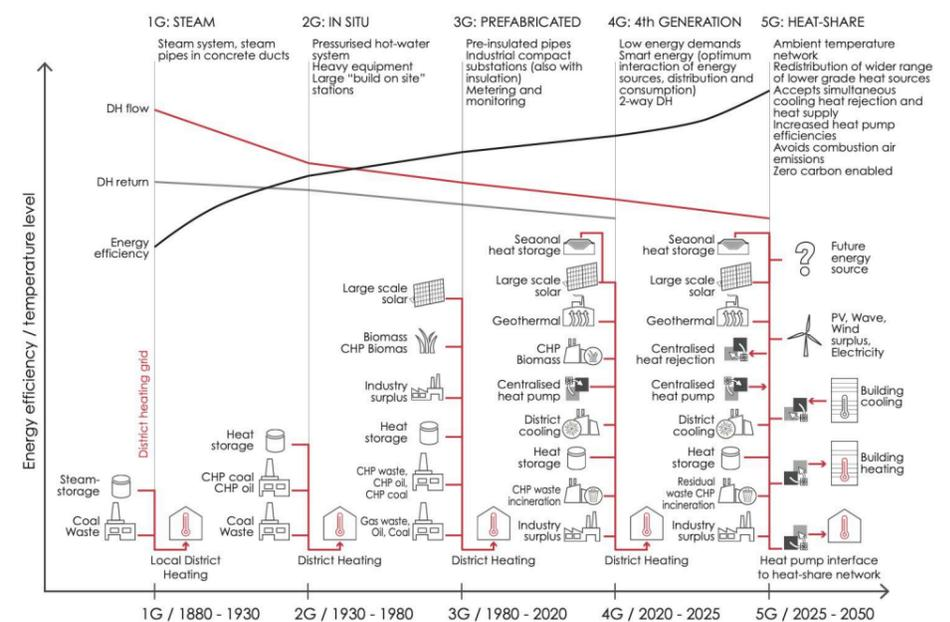 1G: STEAM
Steam system, steam
pipes in concrete ducts
2G: IN SITU
Pressurised hot-water
system
Heavy equipment
Large "build on site"
stations
3G: PREFABRICATED
Pre-insulated pipes
Industrial compact
substations (also with
insulation)
Metering and
monitoring
4G: 4th GENERATION
Low energy demands
Smart energy (optimum
interaction of energy
sources, distribution and
consumption)
2-way DH
5G: HEAT-SHARE
Ambient temperature
network
Redistribution of wider range
of lower grade heat sources
Accepts simultaneous
cooling heat rejection and
heat supply
Increased heat pump
efficiencies
Avoids combustion air
emissions
Zero carbon enabled
Energy efficiency / temperature level
DH flow
DH return
Energy
efficiency
District heating grid
Steam-
storage
Coal
Waste
Local District
Heating
Heat
storage
CHP coal
CHP oil
Coal
Waste
District Heating
Large scale
solar
Biomass
CHP Biomas
Industry
surplus
Heat
storage
CHP waste,
CHP oil,
CHP coal
Gas waste,
Oil, Coal
District Heating
Seaonal
heat storage
Large scale
solar
Geothermal
CHP
Biomass
Centralised
heat pump
District
cooling
Heat
storage
CHP waste
incineration
Industry
surplus
District Heating
Seaonal
heat storage
Large scale
solar
Geothermal
Centralised
heat rejection
Centralised
heat pump
District
cooling
Heat
storage
Residual
waste CHP
incineration
Industry
surplus
?
Future
energy
source
PV, Wave,
Wind
surplus,
Electricity
Building
cooling
Building
heating
Heat pump interface
to heat-share network
1G / 1880 - 1930
2G / 1930 - 1980
3G / 1980 - 2020
4G / 2020 - 2025
5G / 2025 - 2050